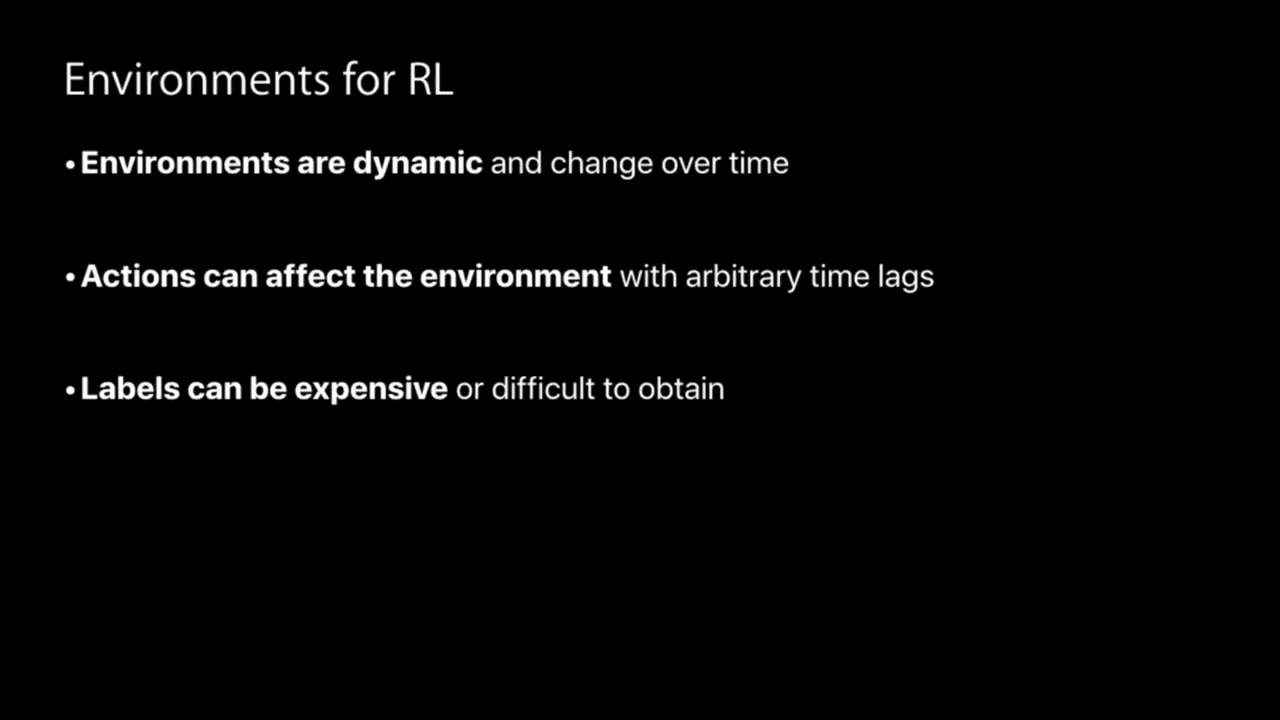 Environments for RL
• Environments are dynamic and change over time
• Actions can affect the environment with arbitrary time lags
• Labels can be expensive or difficult to obtain